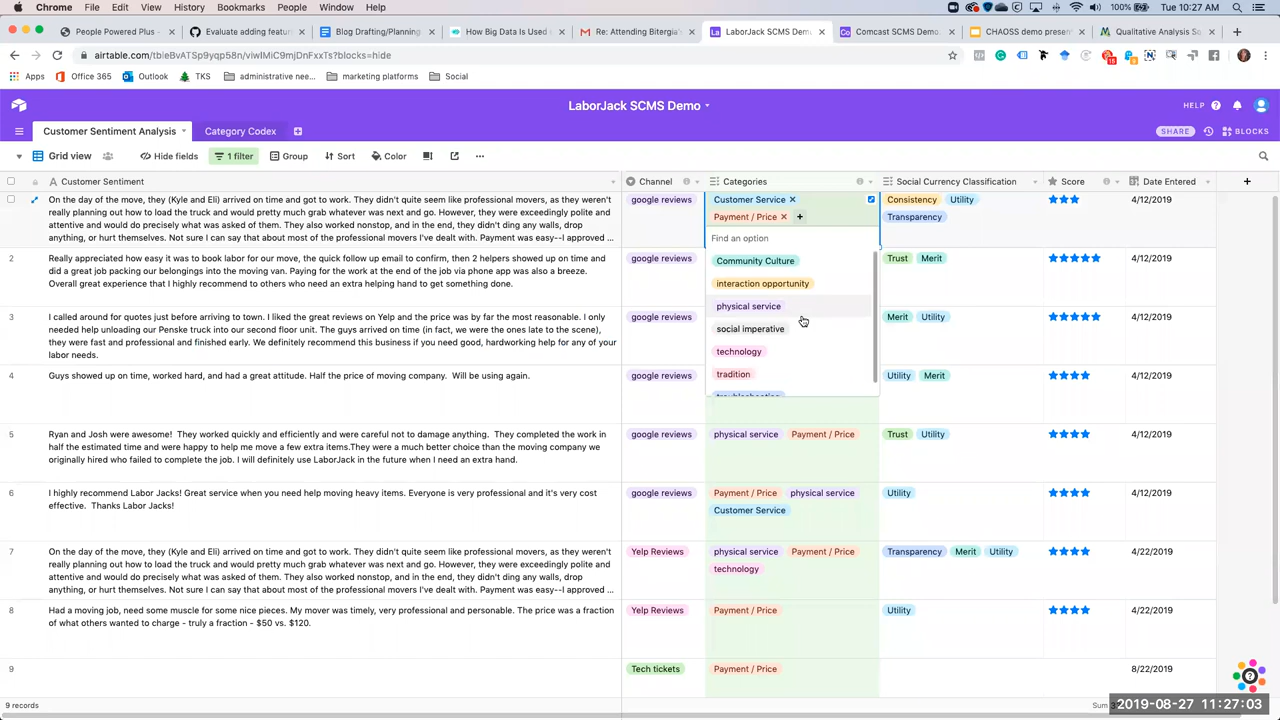 Chrome File Edit View History Bookmarks People Window Help 100% Tue 10:27 AM
People Powered Plus - Evaluate adding featur Blog Drafting/Planning How Big Data Is Used Re: Attending Bitergia's LaborJack SCMS Demo Comcast SCMS Demo CHAOSS demo present Qualitative Analysis So
airtable.com/tbleBvATSp9yqp58n/viwIMiC9mjDnFxxTs?blocks=hide
Apps Office 365 Outlook TKS administrative nee... marketing platforms Social
LaborJack SCMS Demo HELP
Customer Sentiment Analysis Category Codex SHARE BLOCKS
Grid view Hide fields 1 filter Group Sort Color
Customer Sentiment Channel Categories Social Currency Classification Score Date Entered
On the day of the move, they (Kyle and Eli) arrived on time and got to work. They didn't quite seem like professional movers, as they weren't google reviews Customer Service Consistency Utility 4/12/2019
really planning out how to load the truck and would pretty much grab whatever was next and go. However, they were exceedingly polite and
attentive and would do precisely what was asked of them. They also worked nonstop, and in the end, they didn't ding any walls, drop Payment / Price + Transparency
anything, or hurt themselves. Not sure I can say that about most of the professional movers I've dealt with. Payment was easy--I approved ...
Find an option
Community Culture
interaction opportunity
physical service
social imperative
technology
tradition
troubleshooting
2 Really appreciated how easy it was to book labor for our move, the quick follow up email to confirm, then 2 helpers showed up on time and google reviews Trust Merit 4/12/2019
did a great job packing our belongings into the moving van. Paying for the work at the end of the job via phone app was also a breeze.
Overall great experience that I highly recommend to others who need an extra helping hand to get something done.
3 I called around for quotes just before arriving to town. I liked the great reviews on Yelp and the price was by far the most reasonable. I only google reviews Merit Utility 4/12/2019
needed help unloading our Penske truck into our second floor unit. The guys arrived on time (in fact, we were the ones late to the scene),
they were fast and professional and finished early. We definitely recommend this business if you need good, hardworking help for any of your
labor needs.
4 Guys showed up on time, worked hard, and had a great attitude. Half the price of moving company. Will be using again. google reviews Utility Merit 4/12/2019
5 Ryan and Josh were awesome! They worked quickly and efficiently and were careful not to damage anything. They completed the work in google reviews physical service Payment / Price Trust Utility 4/12/2019
half the estimated time and were happy to help me move a few extra items.They were a much better choice than the moving company we
originally hired who failed to complete the job. I will definitely use LaborJack in the future when I need an extra hand.
6 I highly recommend Labor Jacks! Great service when you need help moving heavy items. Everyone is very professional and it's very cost google reviews Payment / Price physical service Utility 4/12/2019
effective. Thanks Labor Jacks! Customer Service
7 On the day of the move, they (Kyle and Eli) arrived on time and got to work. They didn't quite seem like professional movers, as they weren't Yelp Reviews physical service Payment / Price Transparency Merit Utility 4/22/2019
really planning out how to load the truck and would pretty much grab whatever was next and go. However, they were exceedingly polite and technology
attentive and would do precisely what was asked of them. They also worked nonstop, and in the end, they didn't ding any walls, drop
anything, or hurt themselves. Not sure I can say that about most of the professional movers I've dealt with. Payment was easy--I approved ...
8 Had a moving job, need some muscle for some nice pieces. My mover was timely, very professional and personable. The price was a fraction Yelp Reviews Payment / Price Utility 4/22/2019
of what others wanted to charge - truly a fraction - $50 vs. $120.
9 Tech tickets Payment / Price 8/22/2019
9 records Sum
2019-08-27 11:27:03